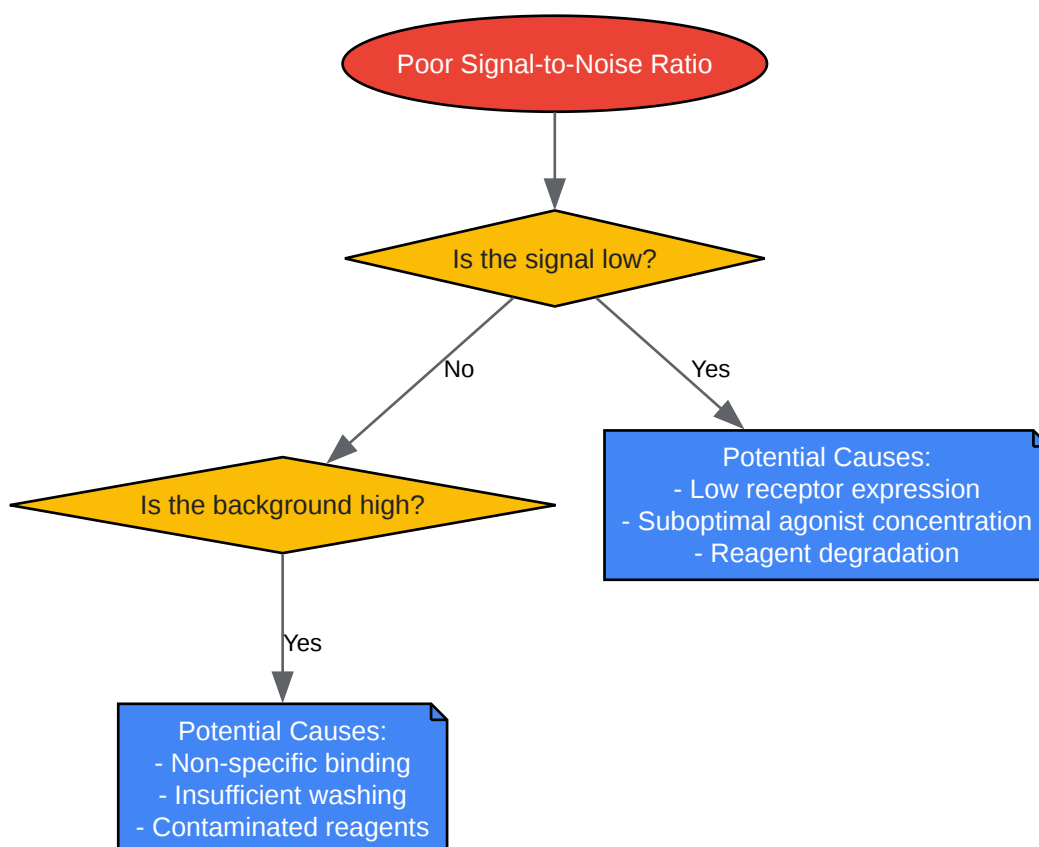 Poor Signal-to-Noise Ratio
Is the signal low?
No
Yes
Is the background high?
Potential Causes:
- Low receptor expression
- Suboptimal agonist concentration
- Reagent degradation
Yes
Potential Causes:
- Non-specific binding
- Insufficient washing
- Contaminated reagents